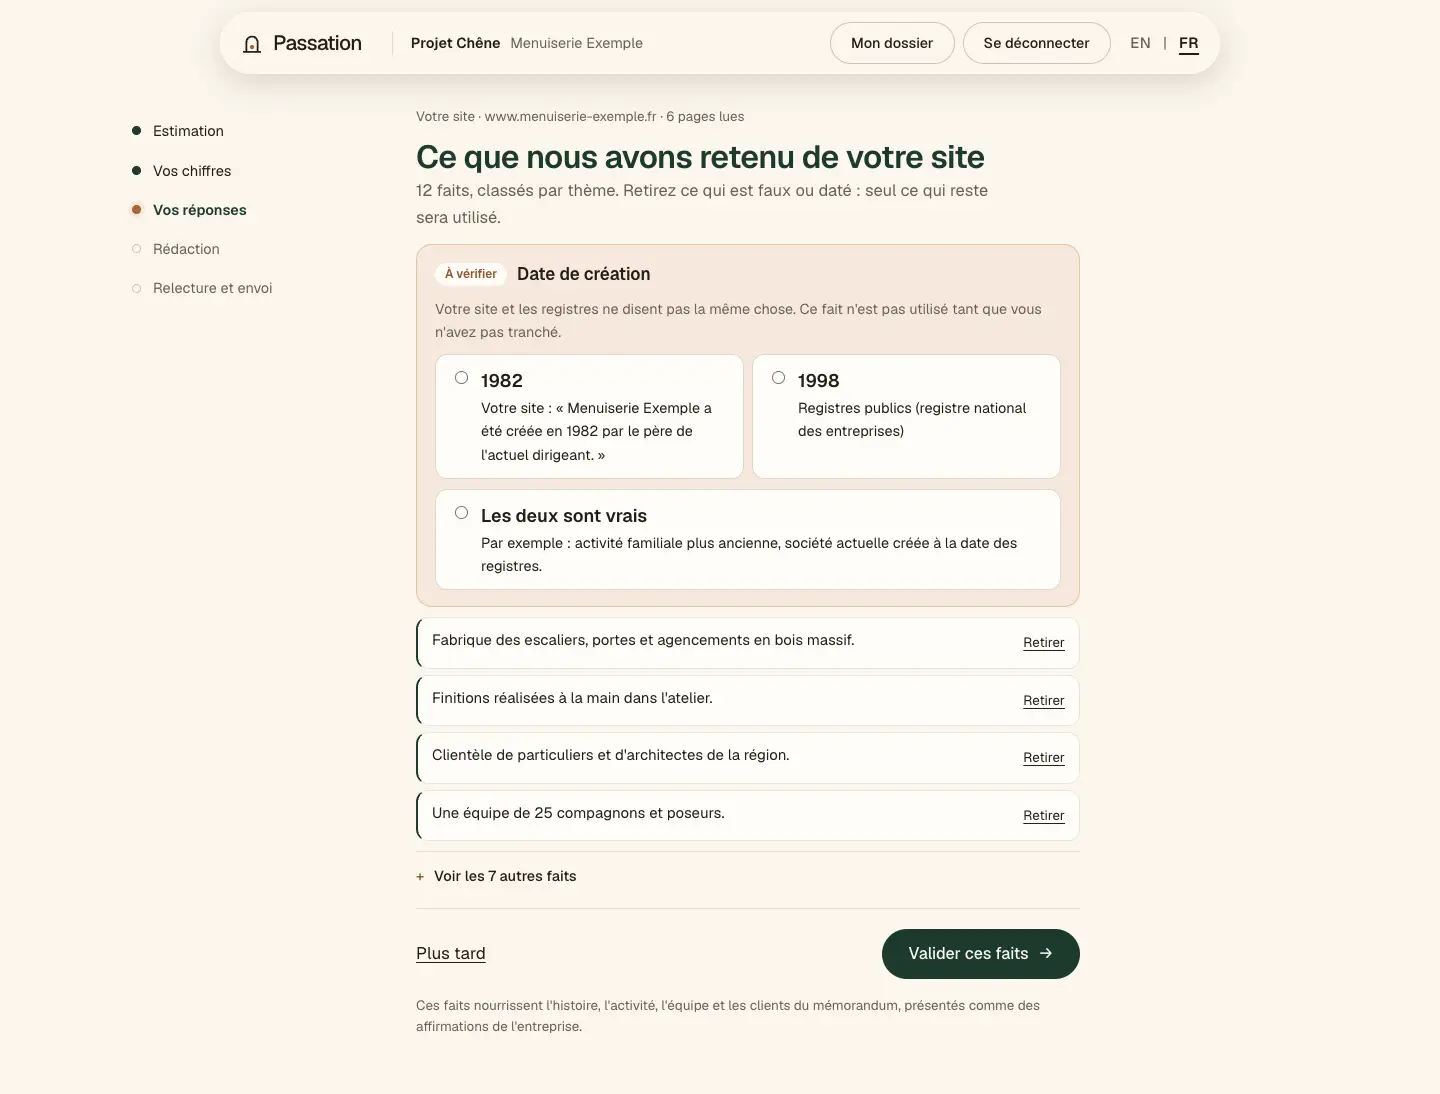 Passation
Projet Chêne Menuiserie Exemple
Mon dossier
Se déconnecter
EN | FR
Estimation
Vos chiffres
Vos réponses
Rédaction
Relecture et envoi
Votre site · www.menuiserie-exemple.fr · 6 pages lues
Ce que nous avons retenu de votre site
12 faits, classés par thème. Retirez ce qui est faux ou daté : seul ce qui reste
sera utilisé.
À vérifier Date de création
Votre site et les registres ne disent pas la même chose. Ce fait n'est pas utilisé tant que vous
n'avez pas tranché.
1982
Votre site : « Menuiserie Exemple a
été créée en 1982 par le père de
l'actuel dirigeant. »
1998
Registres publics (registre national
des entreprises)
Les deux sont vrais
Par exemple : activité familiale plus ancienne, société actuelle créée à la date des
registres.
Fabrique des escaliers, portes et agencements en bois massif. Retirer
Finitions réalisées à la main dans l'atelier. Retirer
Clientèle de particuliers et d'architectes de la région. Retirer
Une équipe de 25 compagnons et poseurs. Retirer
+ Voir les 7 autres faits
Plus tard
Valider ces faits →
Ces faits nourrissent l'histoire, l'activité, l'équipe et les clients du mémorandum, présentés comme des
affirmations de l'entreprise.